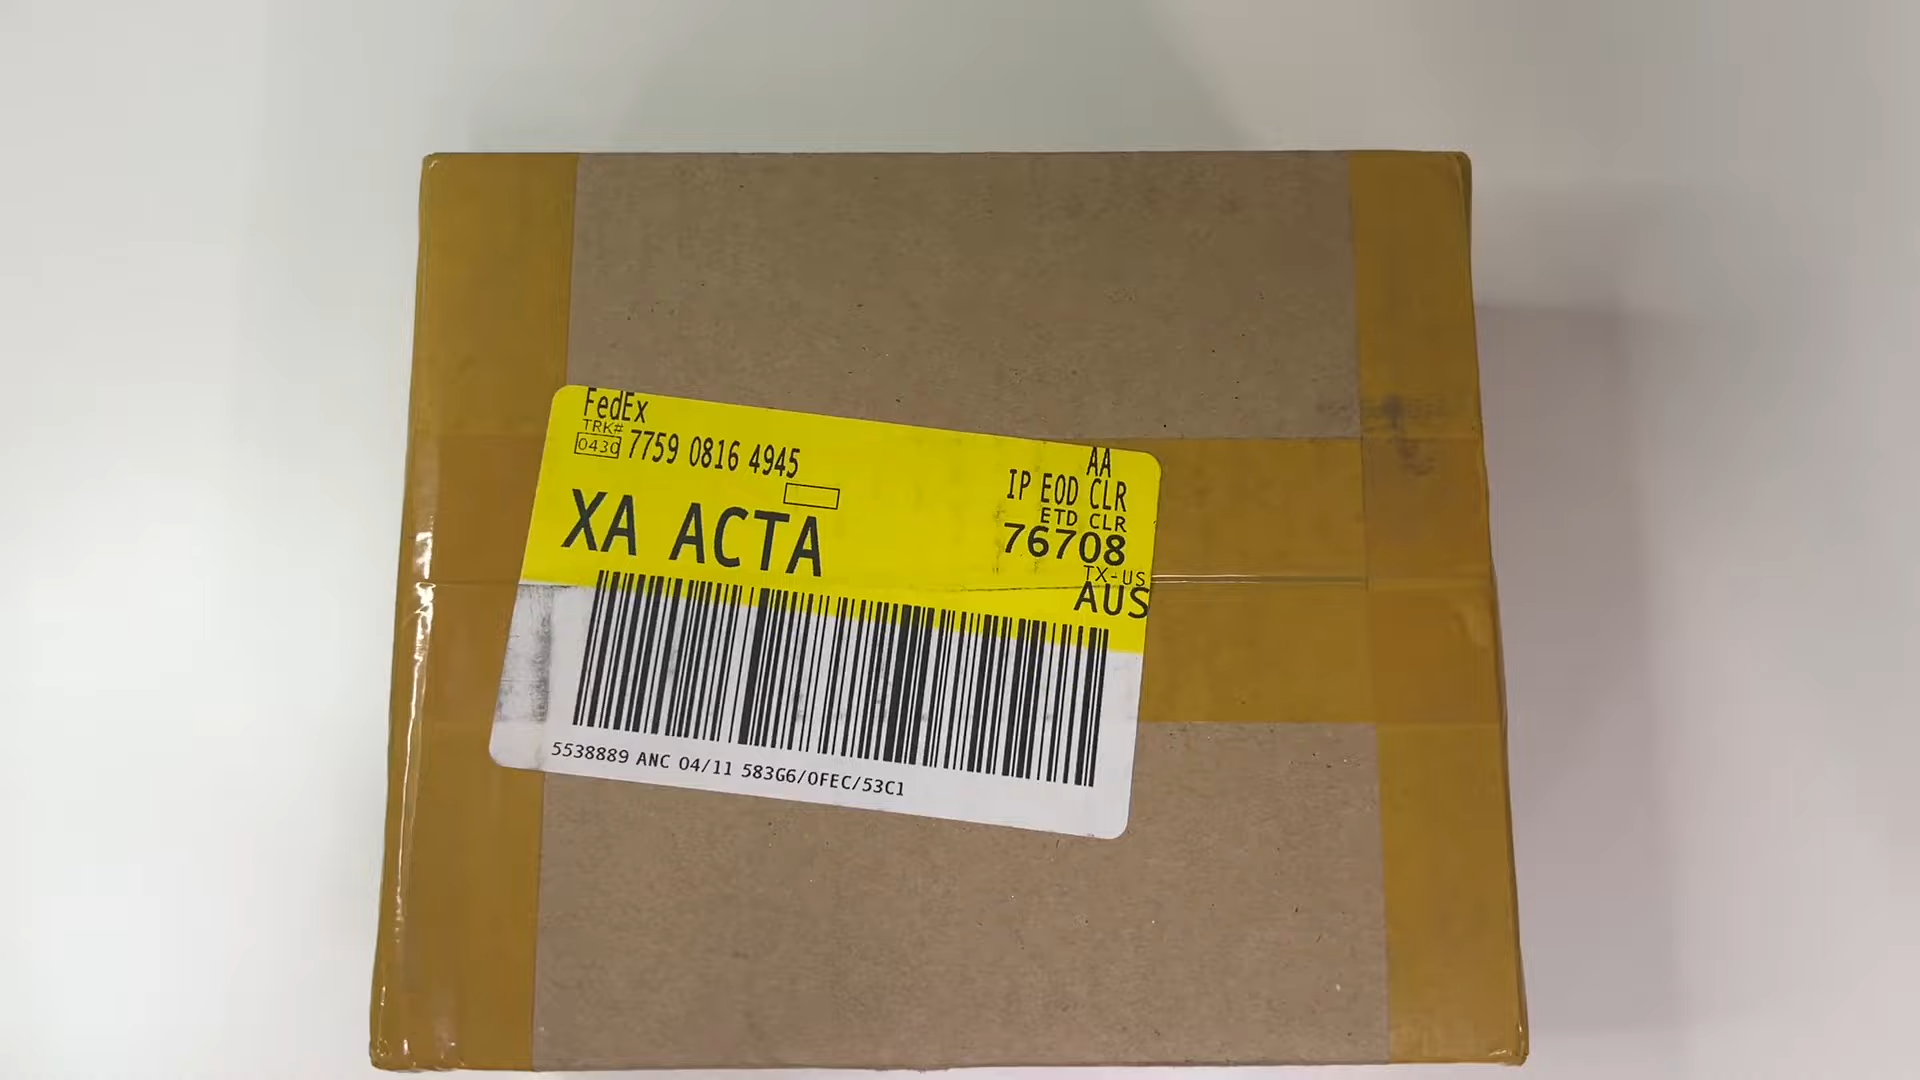 FedEx
TRK#
0430 7759 0816 4945
XA ACTA
AA
IP EOD CLR
ETD CLR
76708
TX-US
AUS
5538889 ANC 04/11 583G6/0FEC/53C1